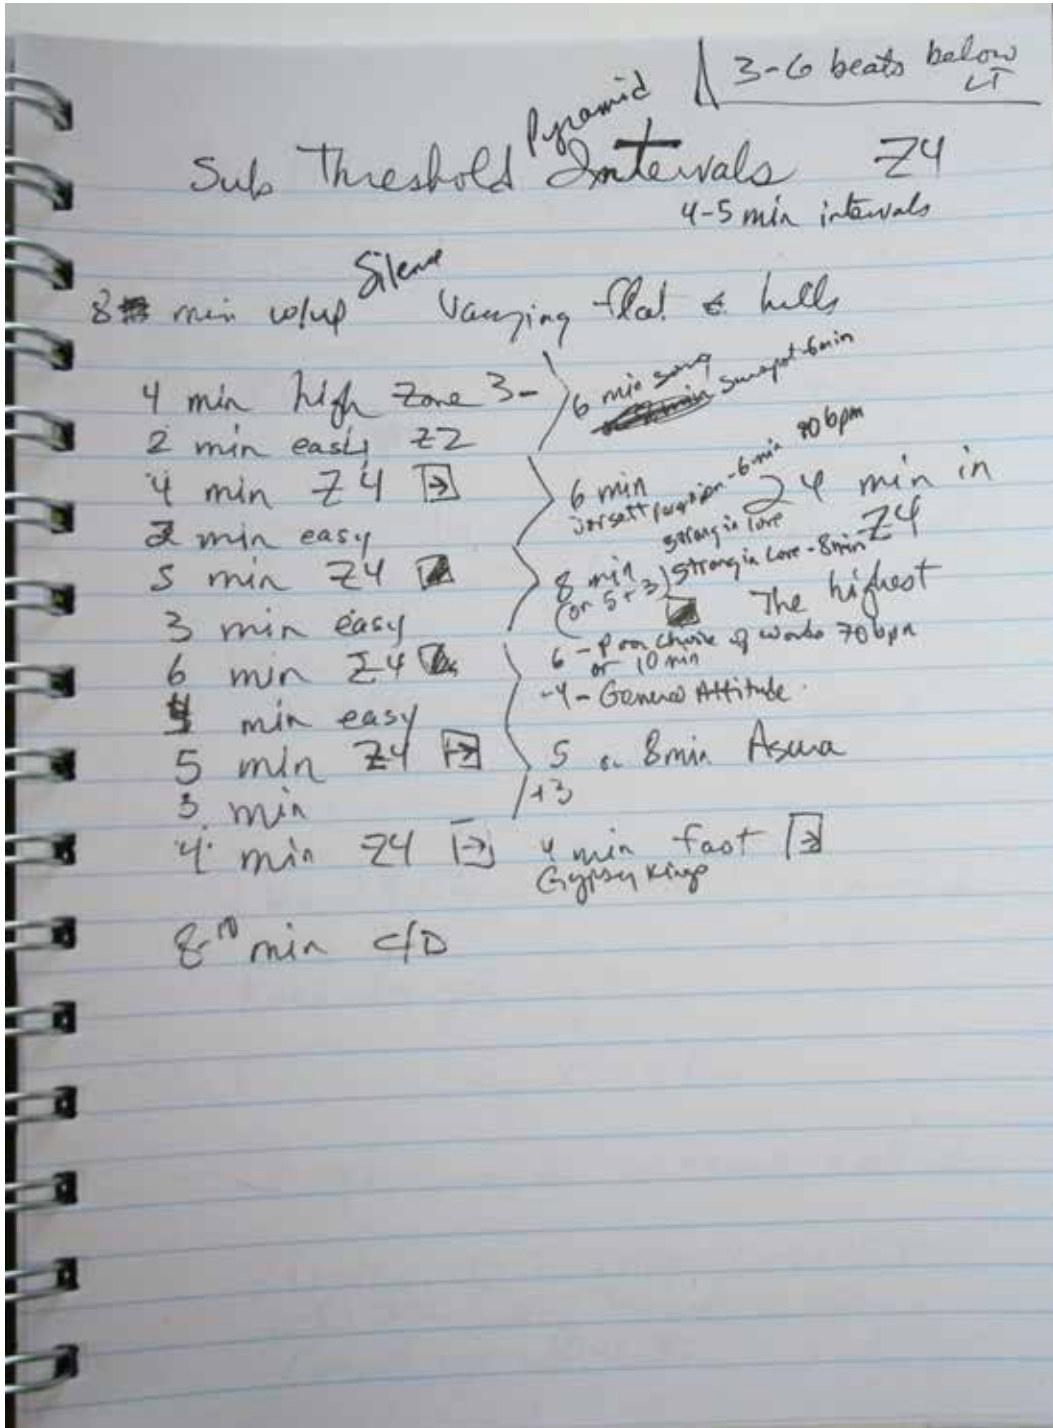 3-6 beats below
LT
Pyramid
Sub Threshold Intervals Z4
4-5 min intervals
Silence
8 min w/up Varying flat & hills
4 min high zone 3- 6 min song
2 min easy Z2
4 min Z4 6 min 80 bpm
24 min in
2 min easy strong in love
Z4
5 min Z4 8 min strong in love - 8 min
(or 5+3)
3 min easy The highest
6 min Z4 6 - Poor choice of words 70 bpm
or 10 min
min easy -4- General Attitude
5 min Z4 5 or 8 min Asura
3 min +3
4 min Z4 4 min fast
Gypsy Kings
8-10 min C/D